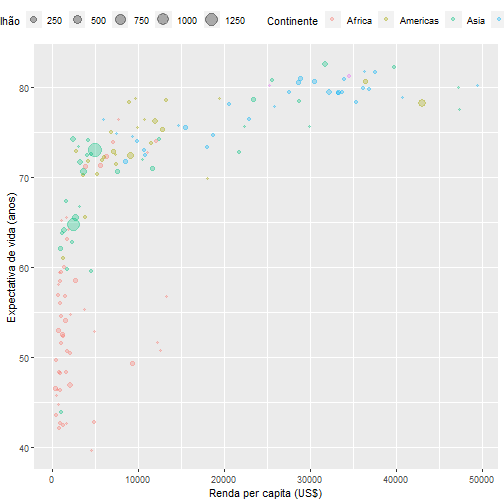 lhão 250 500 750 1000 1250 Continente Africa Americas Asia
80
70
60
50
40
Expectativa de vida (anos)
0 10000 20000 30000 40000 50000
Renda per capita (US$)